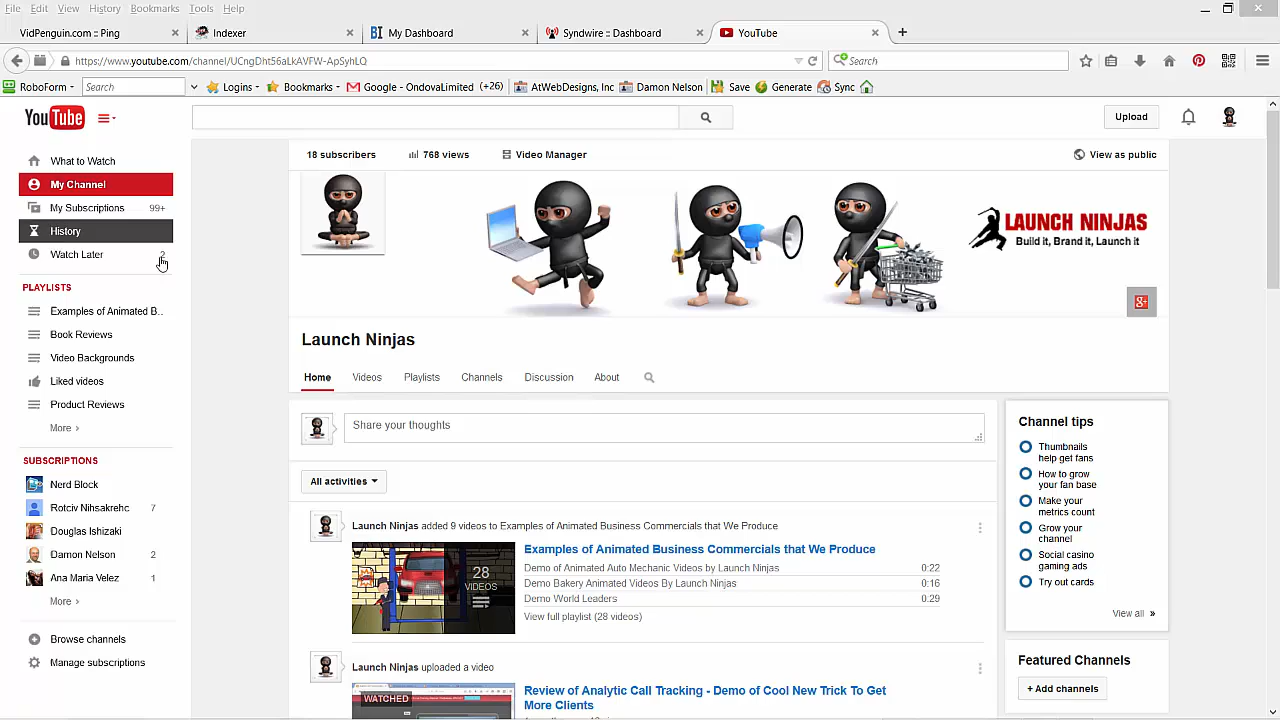 File Edit View History Bookmarks Tools Help
VidPenguin.com :: Ping
Indexer
BI My Dashboard
Syndwire :: Dashboard
YouTube
https://www.youtube.com/channel/UCngDht56aLkAVFW-ApSyhLQ
Search
RoboForm
Search
Logins
Bookmarks
Google - OndovaLimited (+26)
AtWebDesigns, Inc
Damon Nelson
Save
Generate
Sync
YouTube
Upload
What to Watch
My Channel
My Subscriptions 99+
History
Watch Later 2
PLAYLISTS
Examples of Animated B..
Book Reviews
Video Backgrounds
Liked videos
Product Reviews
More ›
SUBSCRIPTIONS
Nerd Block
Rotciv Nihsakrehc 7
Douglas Ishizaki
Damon Nelson 2
Ana Maria Velez 1
More ›
Browse channels
Manage subscriptions
18 subscribers
768 views
Video Manager
View as public
LAUNCH NINJAS
Build it, Brand it, Launch it
g+
Launch Ninjas
Home Videos Playlists Channels Discussion About
Share your thoughts
All activities
Launch Ninjas added 9 videos to Examples of Animated Business Commercials that We Produce
28
VIDEOS
Examples of Animated Business Commercials that We Produce
Demo of Animated Auto Mechanic Videos by Launch Ninjas 0:22
Demo Bakery Animated Videos By Launch Ninjas 0:16
Demo World Leaders 0:29
View full playlist (28 videos)
Launch Ninjas uploaded a video
WATCHED
Review of Analytic Call Tracking - Demo of Cool New Trick To Get
More Clients
Channel tips
Thumbnails
help get fans
How to grow
your fan base
Make your
metrics count
Grow your
channel
Social casino
gaming ads
Try out cards
View all »
Featured Channels
+ Add channels